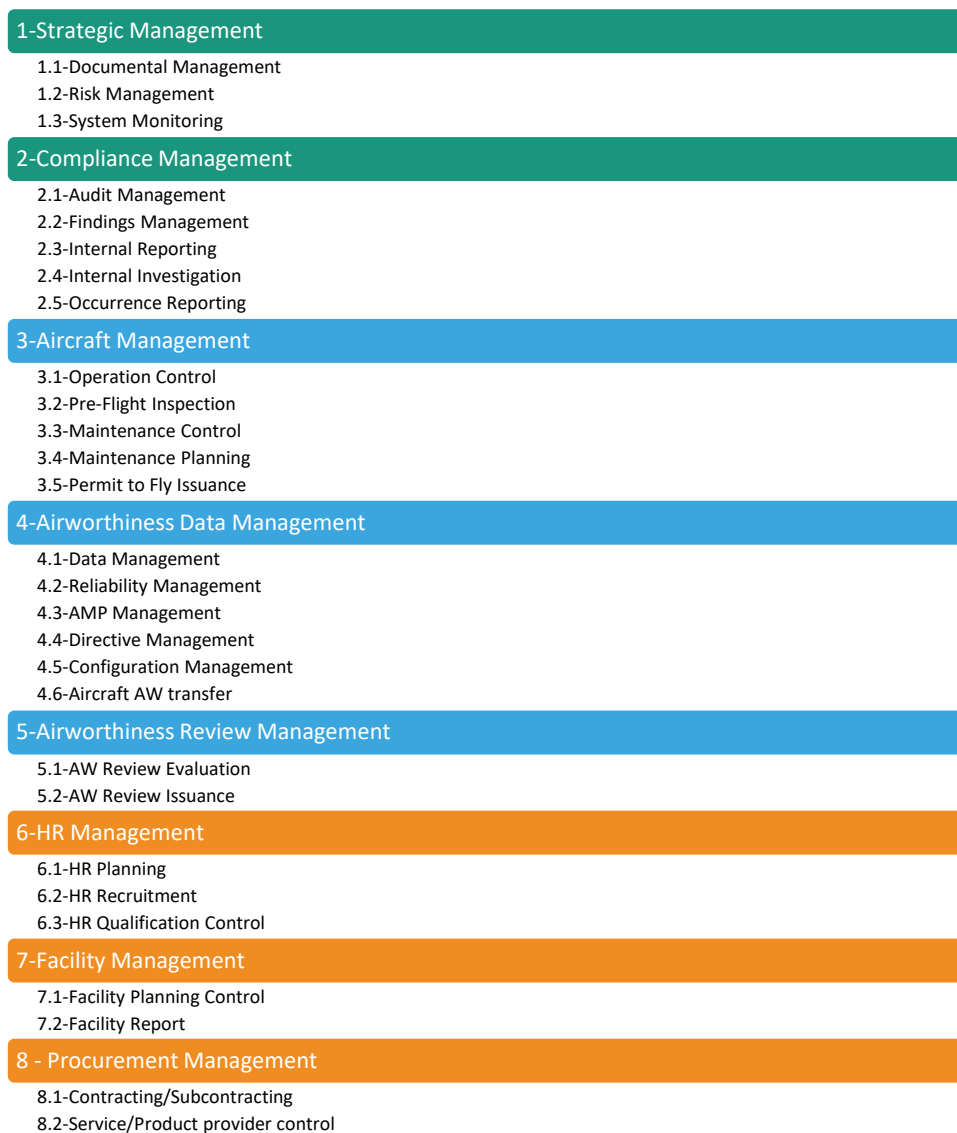 1-Strategic Management
1.1-Documental Management
1.2-Risk Management
1.3-System Monitoring
2-Compliance Management
2.1-Audit Management
2.2-Findings Management
2.3-Internal Reporting
2.4-Internal Investigation
2.5-Occurrence Reporting
3-Aircraft Management
3.1-Operation Control
3.2-Pre-Flight Inspection
3.3-Maintenance Control
3.4-Maintenance Planning
3.5-Permit to Fly Issuance
4-Airworthiness Data Management
4.1-Data Management
4.2-Reliability Management
4.3-AMP Management
4.4-Directive Management
4.5-Configuration Management
4.6-Aircraft AW transfer
5-Airworthiness Review Management
5.1-AW Review Evaluation
5.2-AW Review Issuance
6-HR Management
6.1-HR Planning
6.2-HR Recruitment
6.3-HR Qualification Control
7-Facility Management
7.1-Facility Planning Control
7.2-Facility Report
8 - Procurement Management
8.1-Contracting/Subcontracting
8.2-Service/Product provider control